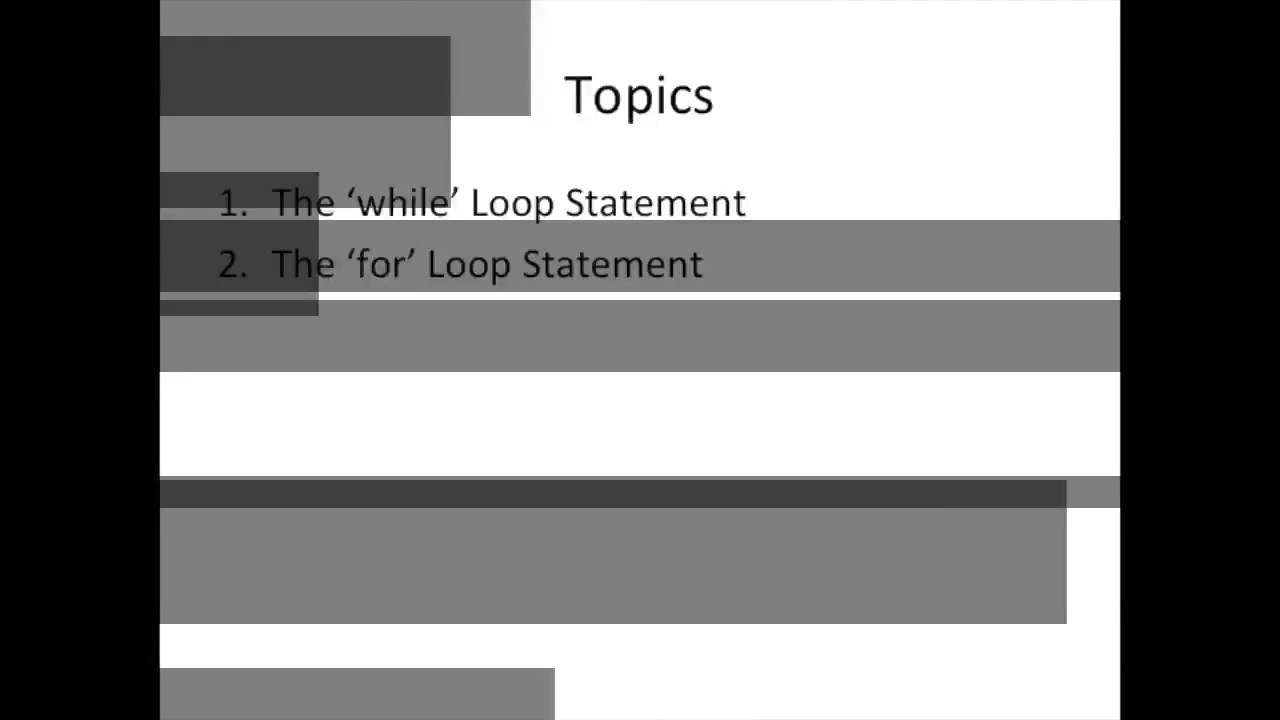 Topics
1. The ‘while’ Loop Statement
2. The ‘for’ Loop Statement